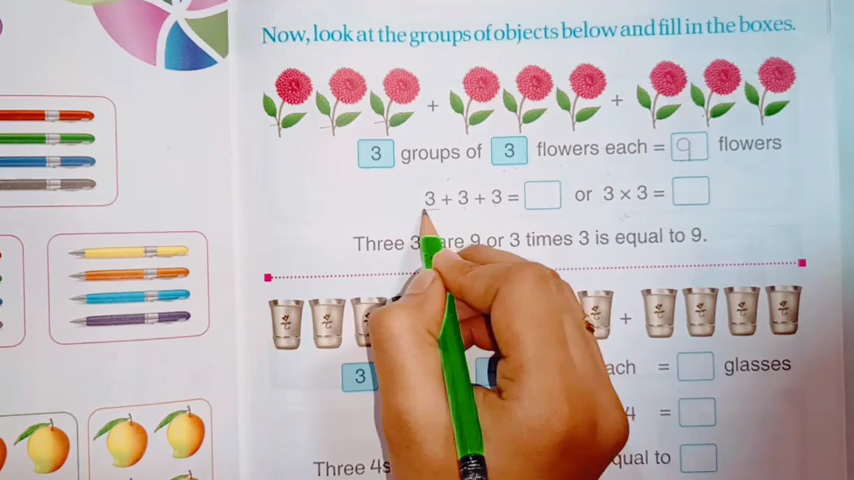 Now, look at the groups of objects below and fill in the boxes.
+ +
3 groups of 3 flowers each = 9 flowers
3 + 3 + 3 = or 3 × 3 =
Three 3 are 9 or 3 times 3 is equal to 9.
+
3 = glasses
4 =
Three 4s to